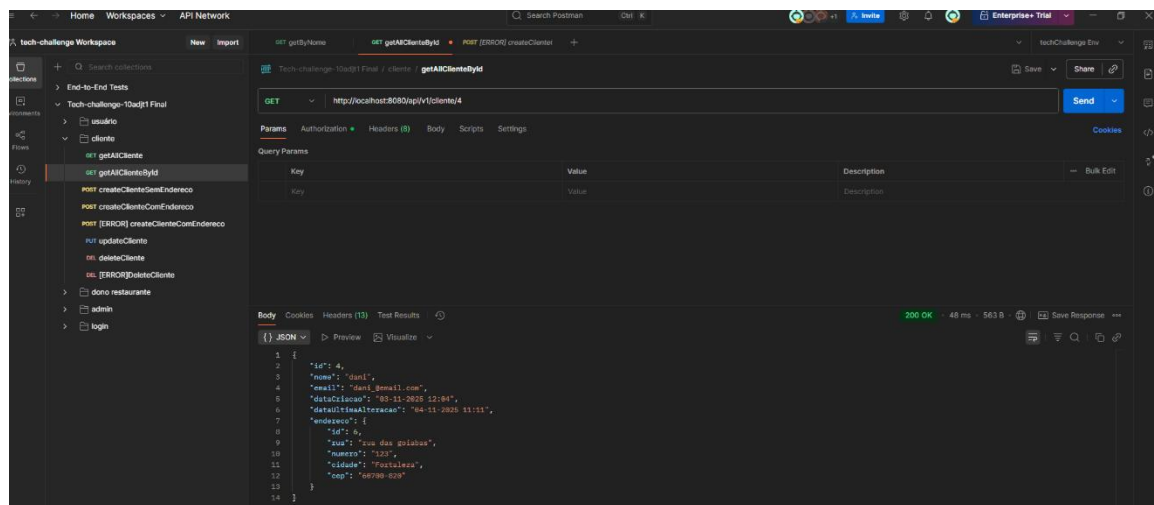 Home Workspaces API Network Search Postman Ctrl K +1 Invite Enterprise+ Trial
tech-challenge Workspace New Import GET getByNome GET getAllClienteById POST [ERROR] createClienter techChallenge Env
Search collections Tech-challenge-10adjt1 Final / cliente / getAllClienteById Save Share
End-to-End Tests
Tech-challenge-10adjt1 Final GET http://localhost:8080/api/v1/cliente/4 Send
usuário
cliente Params Authorization Headers (8) Body Scripts Settings Cookies
Flows
GET getAllCliente Query Params
GET getAllClienteById Key Value Description Bulk Edit
History
POST createClienteSemEndereco Key Value Description
POST createClienteComEndereco
POST [ERROR] createClienteComEndereco
PUT updateCliente
DEL deleteCliente
DEL [ERROR]DeleteCliente
dono restaurante
admin Body Cookies Headers (13) Test Results 200 OK 48 ms 563 B Save Response
login
{} JSON Preview Visualize
1 {
2 "id": 4,
3 "nome": "dani",
4 "email": "dani_@email.com",
5 "dataCriacao": "03-11-2025 12:04",
6 "dataUltimaAlteracao": "04-11-2025 11:11",
7 "endereco": {
8 "id": 6,
9 "rua": "rua das goiabas",
10 "numero": "123",
11 "cidade": "Fortaleza",
12 "cep": "60700-820"
13 }
14 }